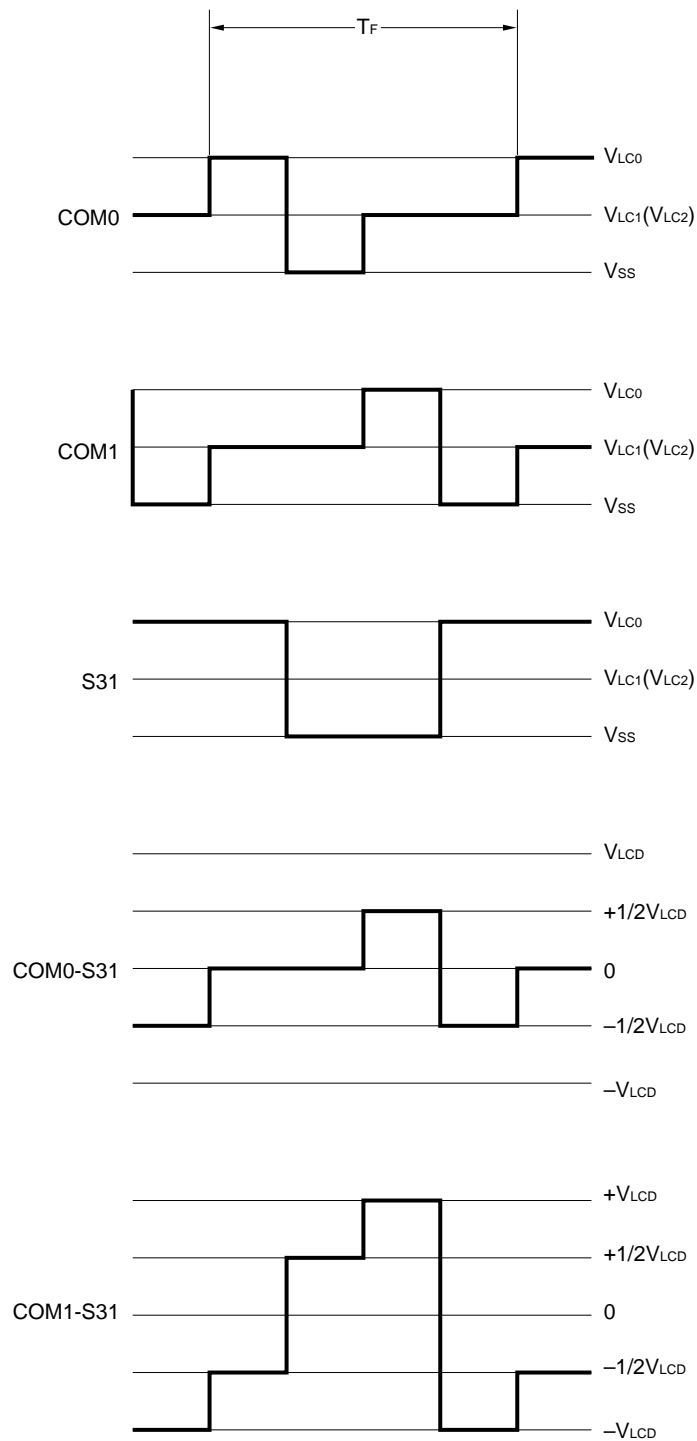 TF
VLC0
COM0
VLC1(VLC2)
VSS
VLC0
COM1
VLC1(VLC2)
VSS
VLC0
S31
VLC1(VLC2)
VSS
VLCD
+1/2VLCD
COM0-S31
0
–1/2VLCD
–VLCD
+VLCD
+1/2VLCD
COM1-S31
0
–1/2VLCD
–VLCD